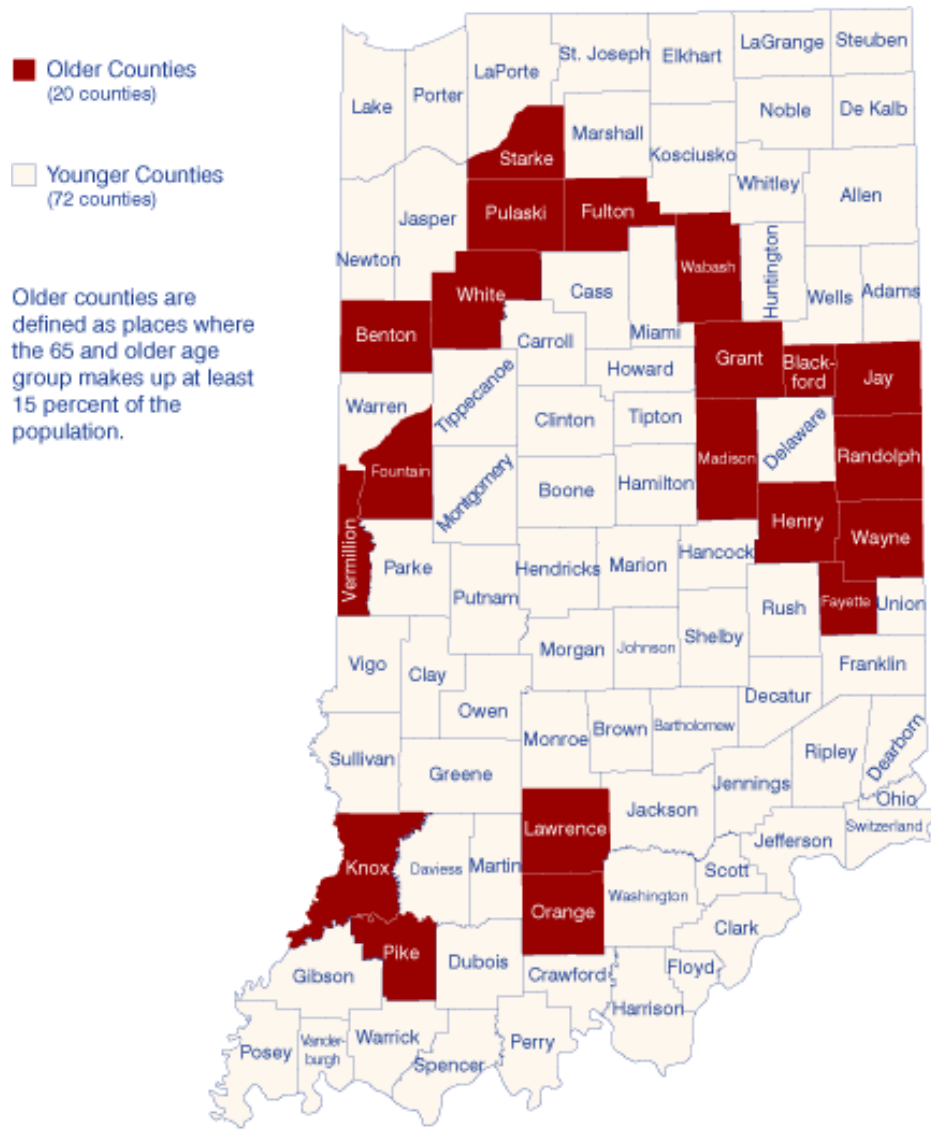 Older Counties
(20 counties)
Younger Counties
(72 counties)
Older counties are
defined as places where
the 65 and older age
group makes up at least
15 percent of the
population.
Lake
Porter
LaPorte
St. Joseph
Elkhart
LaGrange
Steuben
Noble
De Kalb
Starke
Marshall
Kosciusko
Whitley
Allen
Newton
Jasper
Pulaski
Fulton
Wabash
Huntington
Wells
Adams
White
Cass
Miami
Benton
Carroll
Howard
Grant
Black-
ford
Jay
Warren
Tippecanoe
Clinton
Tipton
Madison
Delaware
Randolph
Fountain
Montgomery
Boone
Hamilton
Henry
Wayne
Vermillion
Parke
Putnam
Hendricks
Marion
Hancock
Rush
Fayette
Union
Vigo
Clay
Owen
Morgan
Johnson
Shelby
Decatur
Franklin
Sullivan
Greene
Monroe
Brown
Bartholomew
Jennings
Ripley
Dearborn
Ohio
Switzerland
Jefferson
Knox
Daviess
Martin
Lawrence
Jackson
Scott
Washington
Orange
Clark
Floyd
Gibson
Pike
Dubois
Crawford
Harrison
Posey
Vander-
burgh
Warrick
Spencer
Perry